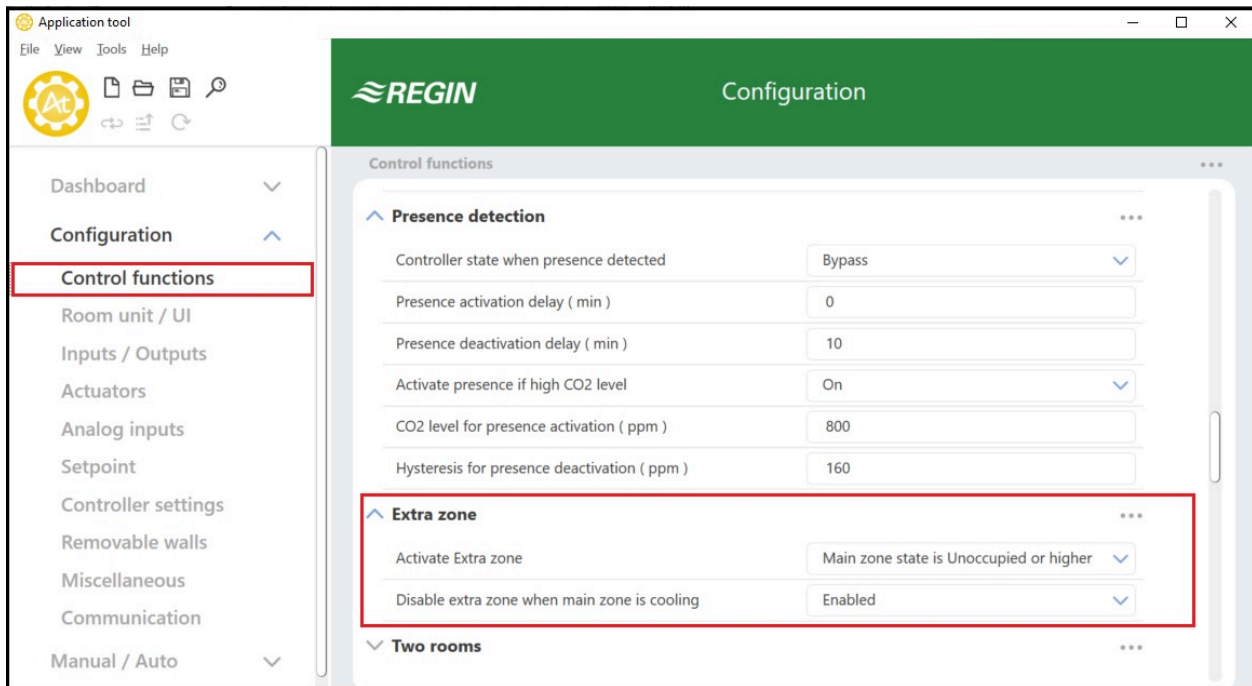 Application tool
File View Tools Help
At
REGIN
Configuration
Dashboard
Configuration
Control functions
Room unit / UI
Inputs / Outputs
Actuators
Analog inputs
Setpoint
Controller settings
Removable walls
Miscellaneous
Communication
Manual / Auto
Control functions
Presence detection
Controller state when presence detected Bypass
Presence activation delay ( min ) 0
Presence deactivation delay ( min ) 10
Activate presence if high CO2 level On
CO2 level for presence activation ( ppm ) 800
Hysteresis for presence deactivation ( ppm ) 160
Extra zone
Activate Extra zone Main zone state is Unoccupied or higher
Disable extra zone when main zone is cooling Enabled
Two rooms